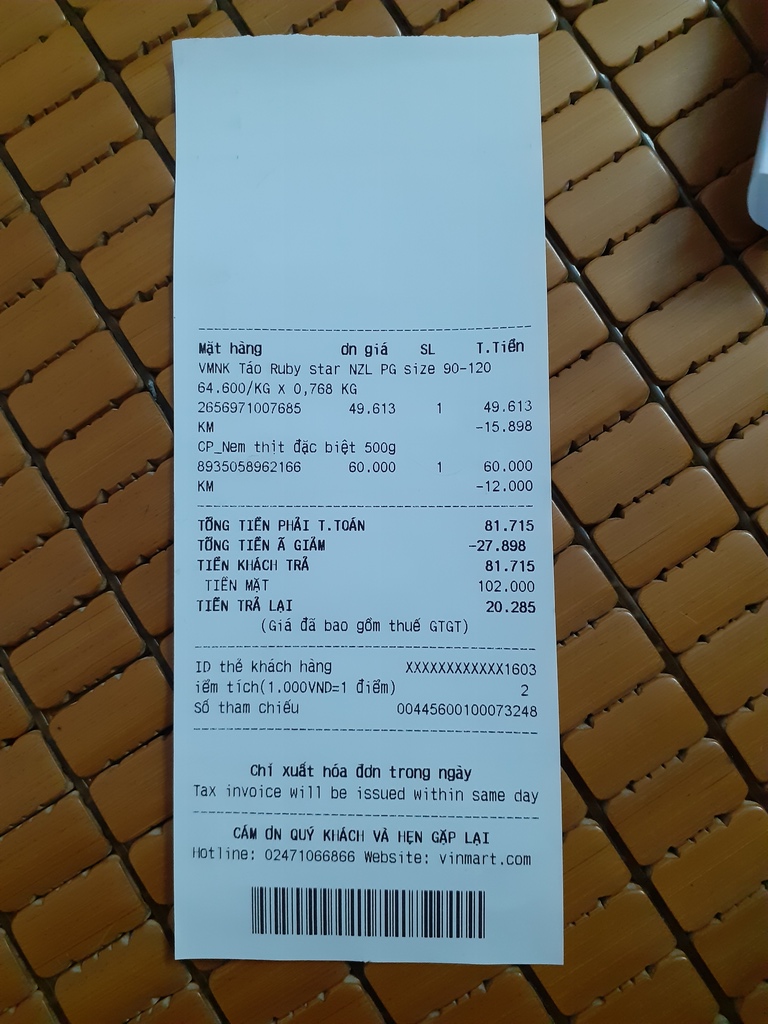 Mặt hàng đn giá SL T.Tiền
VMNK Táo Ruby star NZL PG size 90-120
64.600/KG X 0,768 KG
2656971007685 49.613 1 49.613
KM -15.898
CP_Nem thịt đặc biệt 500g
8935058962166 60.000 1 60.000
KM -12.000
TỔNG TIỀN PHẢI T.TOÁN 81.715
TỔNG TIỀN Ã GIẢM -27.898
TIỀN KHÁCH TRẢ 81.715
TIỀN MẶT 102.000
TIỀN TRẢ LẠI 20.285
(Giá đã bao gồm thuế GTGT)
ID thẻ khách hàng XXXXXXXXXXXX1603
iểm tích(1.000VND=1 điểm) 2
Số tham chiếu 00445600100073248
Chỉ xuất hóa đơn trong ngày
Tax invoice will be issued within same day
CẢM ƠN QUÝ KHÁCH VÀ HẸN GẶP LẠI
Hotline: 02471066866 Website: vinmart.com